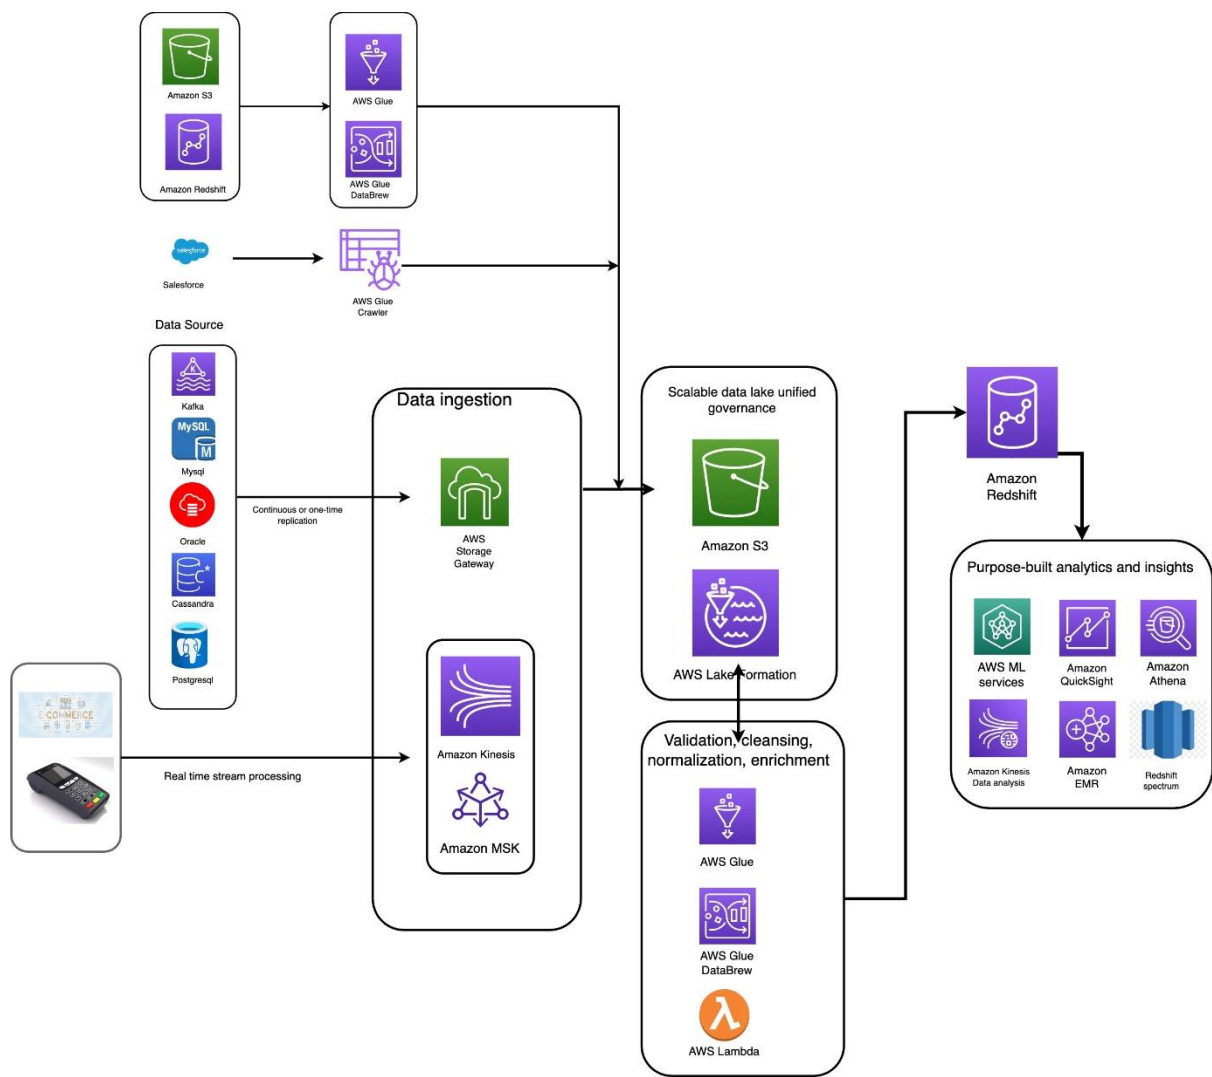 Amazon S3
Amazon Redshift
AWS Glue
AWS Glue
DataBrew
salesforce
Salesforce
AWS Glue
Crawler
Data Source
K
Kafka
MySQL
M
Mysql
Oracle
C*
Cassandra
Postgresql
Continuous or one-time
replication
E-COMMERCE
Real time stream processing
Data ingestion
AWS
Storage
Gateway
Amazon Kinesis
Amazon MSK
Scalable data lake unified
governance
Amazon S3
AWS Lake Formation
Validation, cleansing,
normalization, enrichment
AWS Glue
AWS Glue
DataBrew
λ
AWS Lambda
Amazon
Redshift
Purpose-built analytics and insights
AWS ML
services
Amazon
QuickSight
Amazon
Athena
Amazon Kinesis
Data analysis
Amazon
EMR
Redshift
spectrum